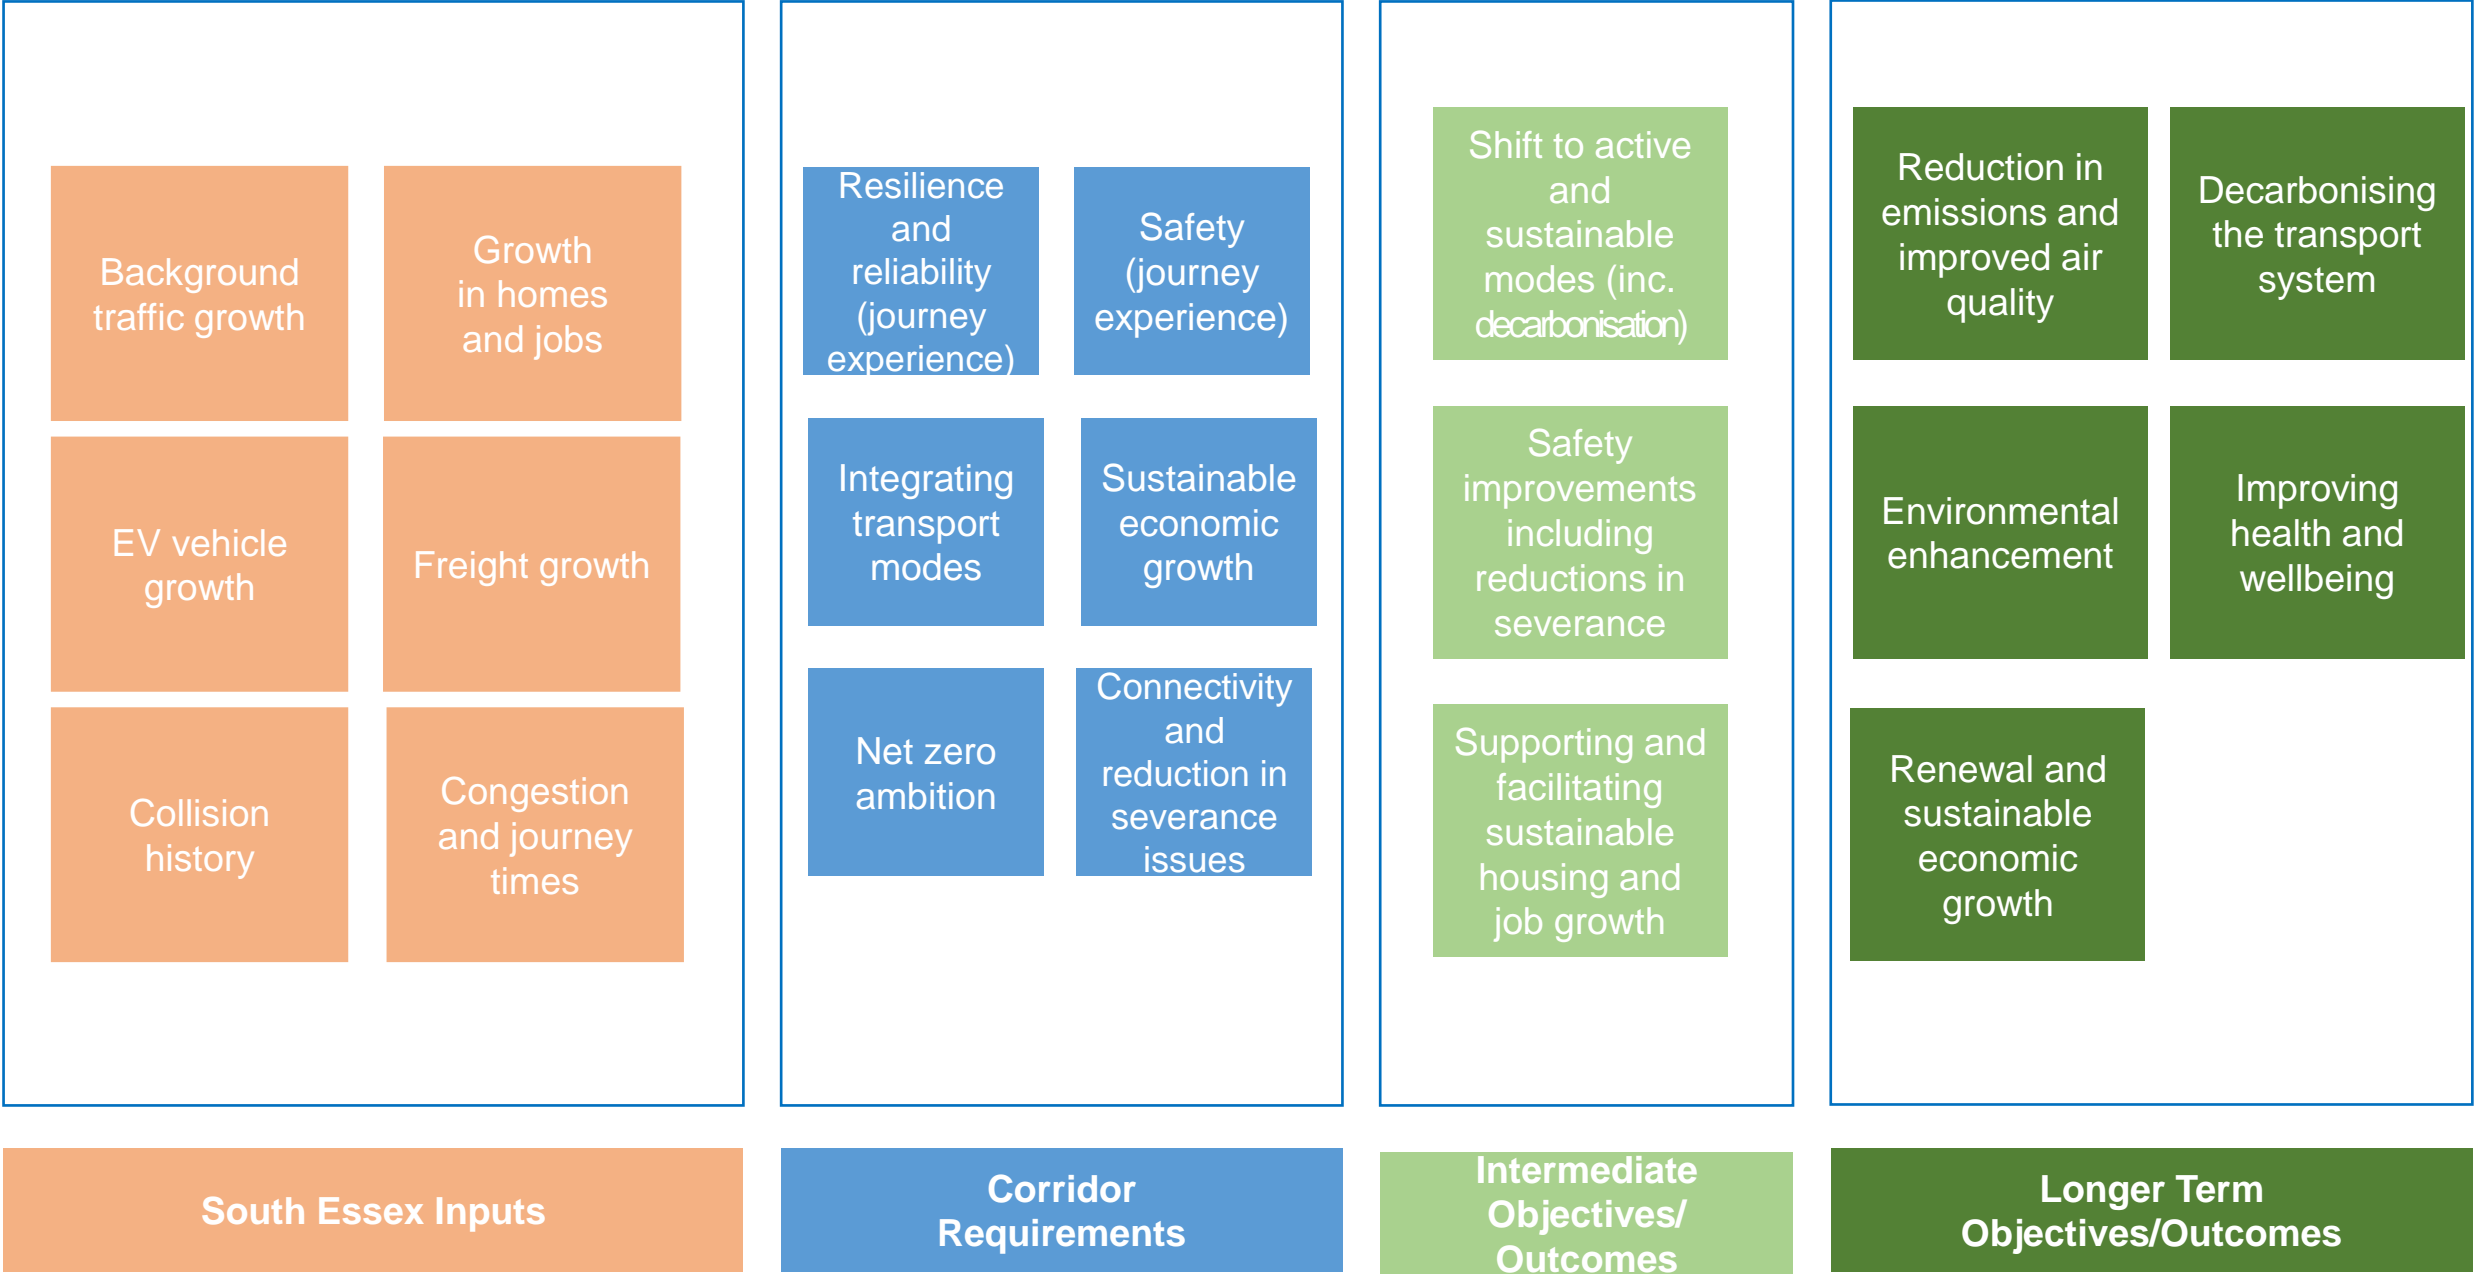 Background
traffic growth
Growth
in homes
and jobs
EV vehicle
growth
Freight growth
Collision
history
Congestion
and journey
times
South Essex Inputs
Resilience
and
reliability
(journey
experience)
Safety
(journey
experience)
Integrating
transport
modes
Sustainable
economic
growth
Net zero
ambition
Connectivity
and
reduction in
severance
issues
Corridor
Requirements
Shift to active
and
sustainable
modes (inc.
decarbonisation)
Safety
improvements
including
reductions in
severance
Supporting and
facilitating
sustainable
housing and
job growth
Intermediate
Objectives/
Outcomes
Reduction in
emissions and
improved air
quality
Decarbonising
the transport
system
Environmental
enhancement
Improving
health and
wellbeing
Renewal and
sustainable
economic
growth
Longer Term
Objectives/Outcomes